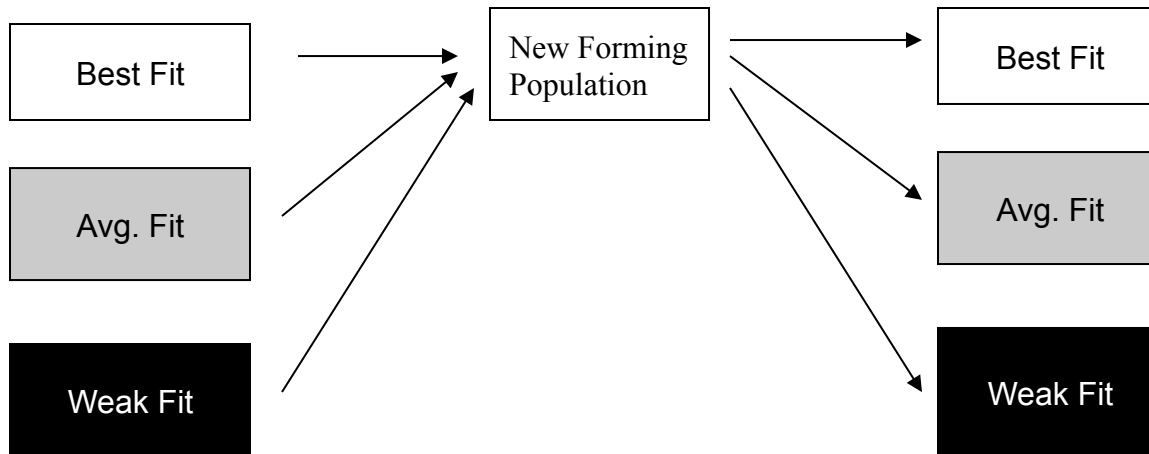 Best Fit
Avg. Fit
Weak Fit
New Forming
Population
Best Fit
Avg. Fit
Weak Fit